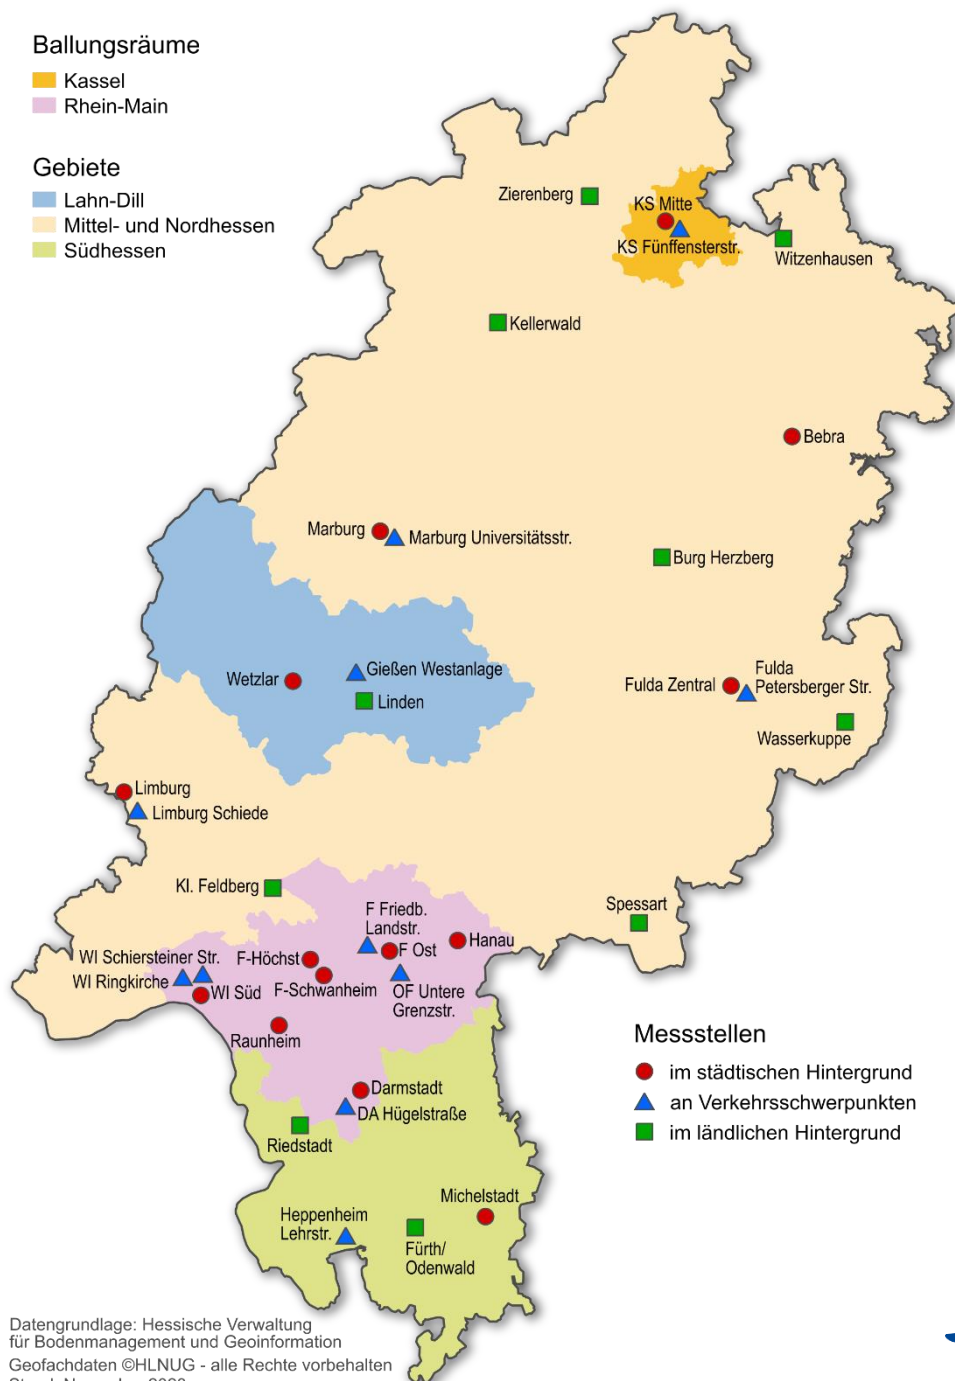 Ballungsräume
Kassel
Rhein-Main
Gebiete
Lahn-Dill
Mittel- und Nordhessen
Südhessen
Zierenberg
KS Mitte
KS Fünffensterstr.
Witzenhausen
Kellerwald
Bebra
Marburg
Marburg Universitätsstr.
Burg Herzberg
Wetzlar
Gießen Westanlage
Linden
Fulda Zentral
Fulda
Petersberger Str.
Wasserkuppe
Limburg
Limburg Schiede
Kl. Feldberg
Spessart
F Friedb.
Landstr.
F Ost
Hanau
WI Schiersteiner Str.
WI Ringkirche
WI Süd
F-Höchst
F-Schwanheim
OF Untere
Grenzstr.
Raunheim
Darmstadt
DA Hügelstraße
Riedstadt
Michelstadt
Heppenheim
Lehrstr.
Fürth/
Odenwald
Messstellen
im städtischen Hintergrund
an Verkehrsschwerpunkten
im ländlichen Hintergrund
Datengrundlage: Hessische Verwaltung
für Bodenmanagement und Geoinformation
Geofachdaten ©HLNUG - alle Rechte vorbehalten